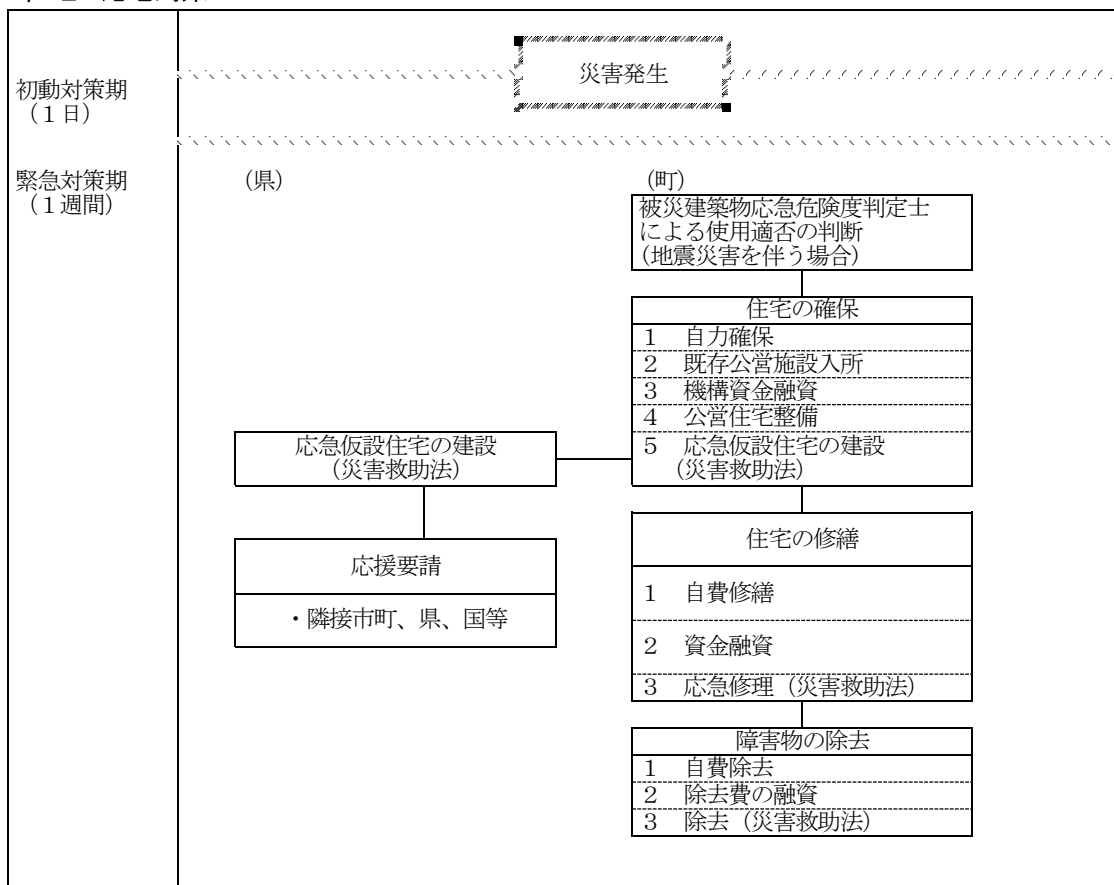 災害発生
初動対策期
（１日）
緊急対策期
（１週間）
（県）
（町）
被災建築物応急危険度判定士
による使用適否の判断
（地震災害を伴う場合）
住宅の確保
１　自力確保
２　既存公営施設入所
３　機構資金融資
４　公営住宅整備
５　応急仮設住宅の建設
（災害救助法）
応急仮設住宅の建設
（災害救助法）
応援要請
・隣接市町、県、国等
住宅の修繕
１　自費修繕
２　資金融資
３　応急修理（災害救助法）
障害物の除去
１　自費除去
２　除去費の融資
３　除去（災害救助法）